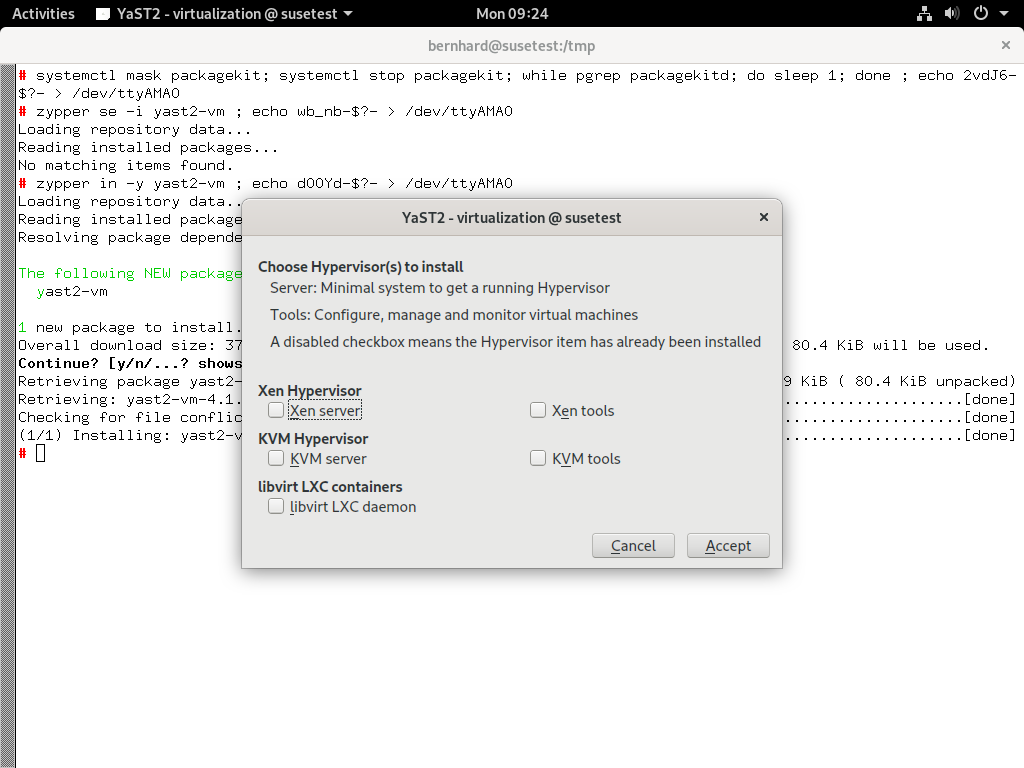 Activities YaST2 - virtualization @ susetest Mon 09:24
bernhard@susetest:/tmp
# systemctl mask packagekit; systemctl stop packagekit; while pgrep packagekitd; do sleep 1; done ; echo 2vdJ6-
$?- > /dev/ttyAMA0
# zypper se -i yast2-vm ; echo wb_nb-$?- > /dev/ttyAMA0
Loading repository data...
Reading installed packages...
No matching items found.
# zypper in -y yast2-vm ; echo dOOYd-$?- > /dev/ttyAMA0
Loading repository data..
Reading installed package
Resolving package depende
The following NEW package
yast2-vm
1 new package to install.
Overall download size: 37 80.4 KiB will be used.
Continue? [y/n/...? shows
Retrieving package yast2- 9 KiB ( 80.4 KiB unpacked)
Retrieving: yast2-vm-4.1. ....................[done]
Checking for file conflic ....................[done]
(1/1) Installing: yast2-v ....................[done]
#
YaST2 - virtualization @ susetest
Choose Hypervisor(s) to install
Server: Minimal system to get a running Hypervisor
Tools: Configure, manage and monitor virtual machines
A disabled checkbox means the Hypervisor item has already been installed
Xen Hypervisor
Xen server Xen tools
KVM Hypervisor
KVM server KVM tools
libvirt LXC containers
libvirt LXC daemon
Cancel Accept